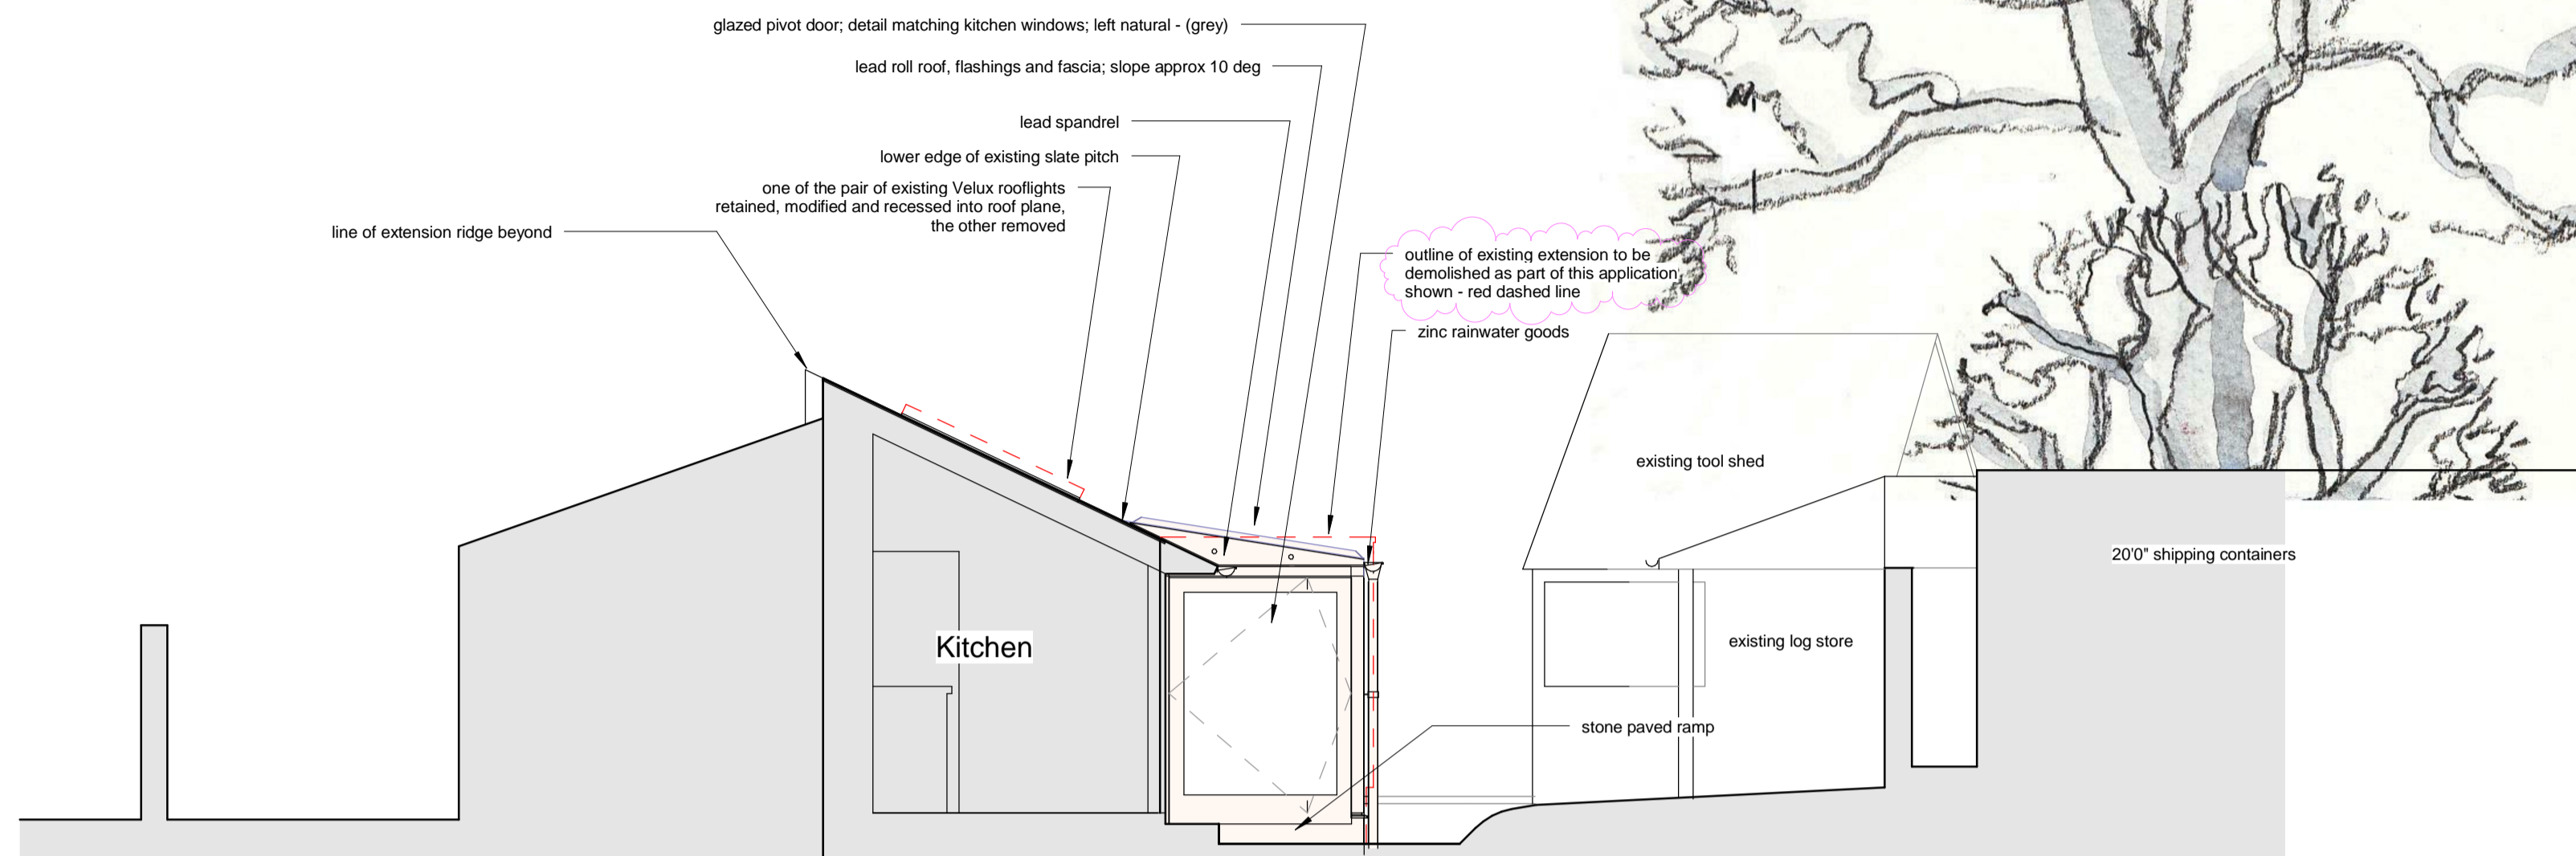 glazed pivot door; detail matching kitchen windows; left natural - (grey)
lead roll roof, flashings and fascia; slope approx 10 deg
lead spandrel
lower edge of existing slate pitch
one of the pair of existing Velux rooflights
retained, modified and recessed into roof plane,
the other removed
line of extension ridge beyond
outline of existing extension to be
demolished as part of this application,
shown - red dashed line
zinc rainwater goods
existing tool shed
20'0" shipping containers
Kitchen
existing log store
stone paved ramp